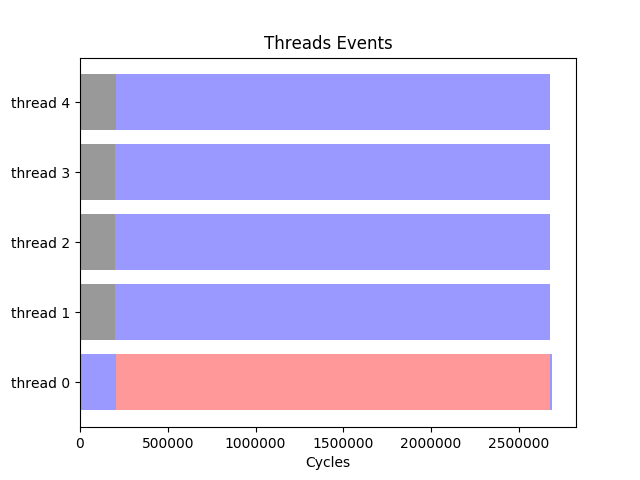 Threads Events
thread 4
thread 3
thread 2
thread 1
thread 0
0 500000 1000000 1500000 2000000 2500000
Cycles